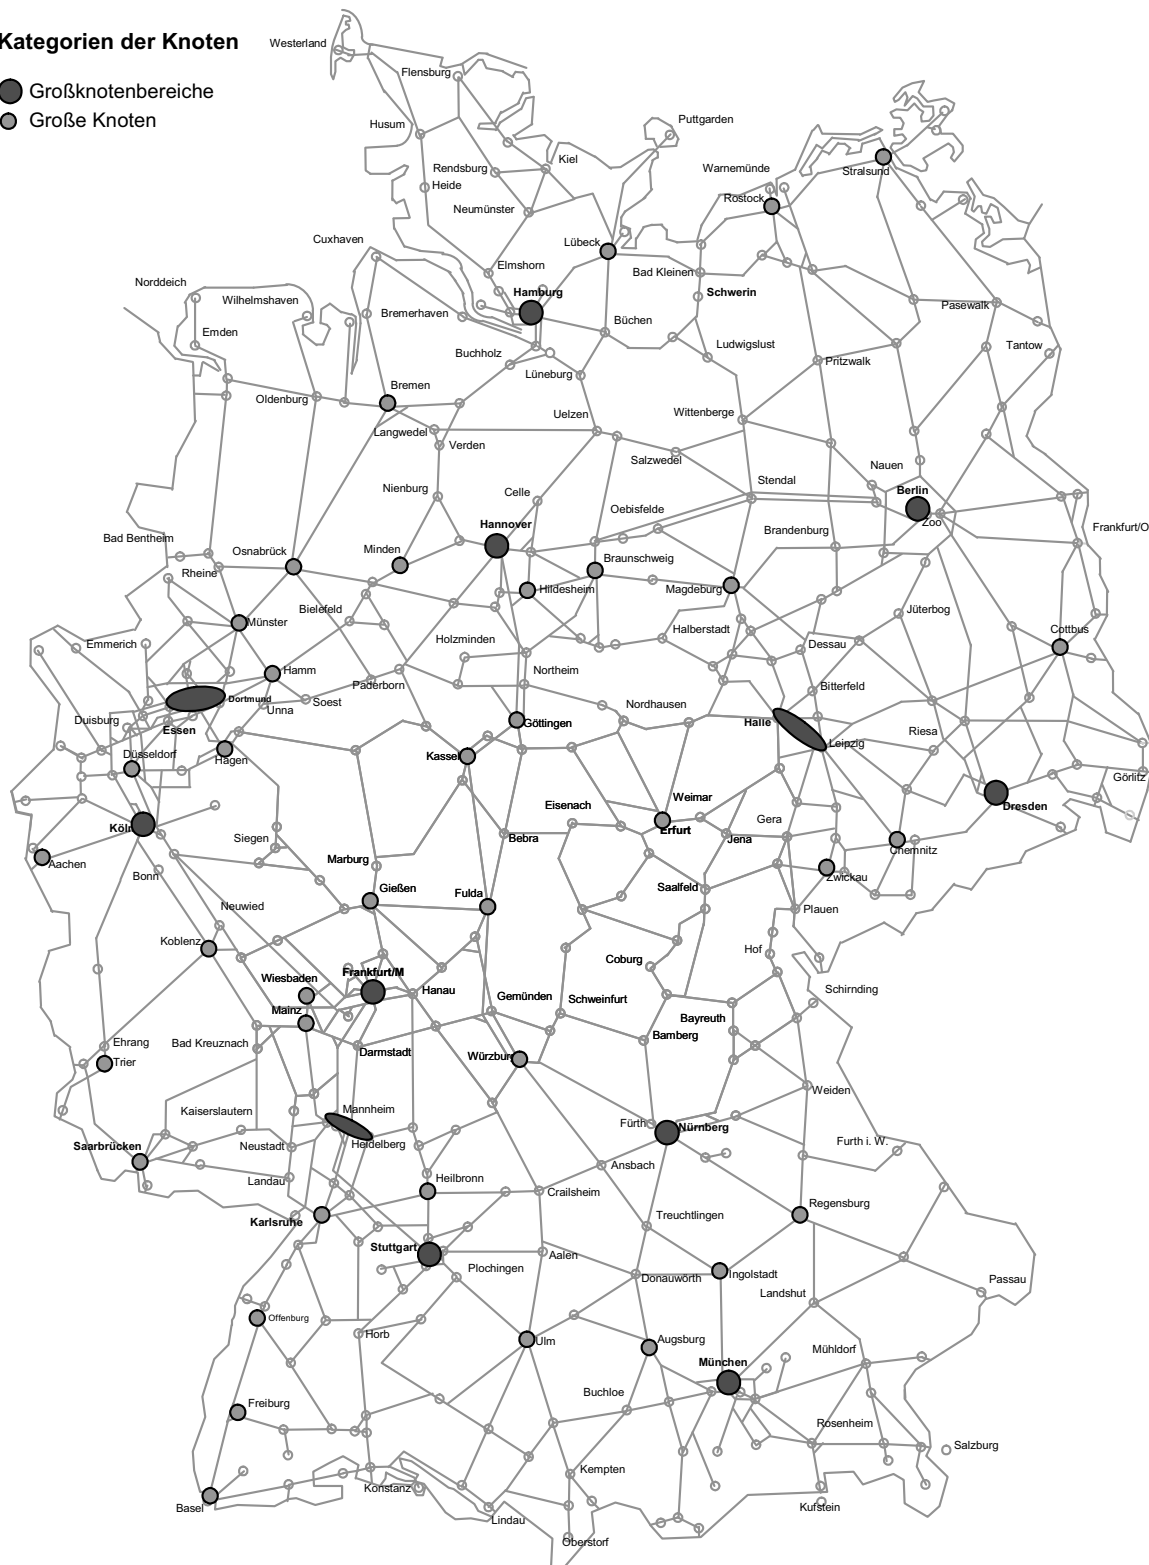 Kategorien der Knoten
Großknotenbereiche
Große Knoten
Westerland
Flensburg
Husum
Puttgarden
Kiel
Rendsburg
Warnemünde
Stralsund
Heide
Rostock
Neumünster
Cuxhaven
Lübeck
Elmshorn
Bad Kleinen
Norddeich
Wilhelmshaven
Hamburg
Schwerin
Pasewalk
Bremerhaven
Büchen
Emden
Ludwigslust
Tantow
Buchholz
Pritzwalk
Lüneburg
Bremen
Oldenburg
Uelzen
Wittenberge
Langwedel
Verden
Salzwedel
Nauen
Stendal
Nienburg
Celle
Berlin
Oebisfelde
Zoo
Hannover
Brandenburg
Frankfurt/O
Bad Bentheim
Osnabrück
Minden
Braunschweig
Rheine
Hildesheim
Magdeburg
Bielefeld
Jüterbog
Münster
Halberstadt
Cottbus
Emmerich
Holzminden
Dessau
Hamm
Northeim
Paderborn
Bitterfeld
Dortmund
Soest
Unna
Nordhausen
Duisburg
Göttingen
Halle
Essen
Riesa
Leipzig
Düsseldorf
Hagen
Kassel
Görlitz
Weimar
Eisenach
Dresden
Köln
Gera
Erfurt
Siegen
Bebra
Jena
Chemnitz
Marburg
Aachen
Bonn
Zwickau
Gießen
Fulda
Saalfeld
Neuwied
Plauen
Koblenz
Hof
Coburg
Frankfurt/M
Wiesbaden
Hanau
Schirnding
Gemünden
Schweinfurt
Mainz
Bayreuth
Bamberg
Ehrang
Bad Kreuznach
Darmstadt
Würzburg
Trier
Weiden
Kaiserslautern
Mannheim
Fürth
Nürnberg
Saarbrücken
Neustadt
Heidelberg
Furth i. W.
Ansbach
Landau
Heilbronn
Crailsheim
Regensburg
Karlsruhe
Treuchtlingen
Stuttgart
Aalen
Plochingen
Donauwörth
Ingolstadt
Passau
Landshut
Offenburg
Horb
Ulm
Augsburg
Mühldorf
München
Buchloe
Freiburg
Rosenheim
Salzburg
Kempten
Konstanz
Basel
Kufstein
Lindau
Oberstorf